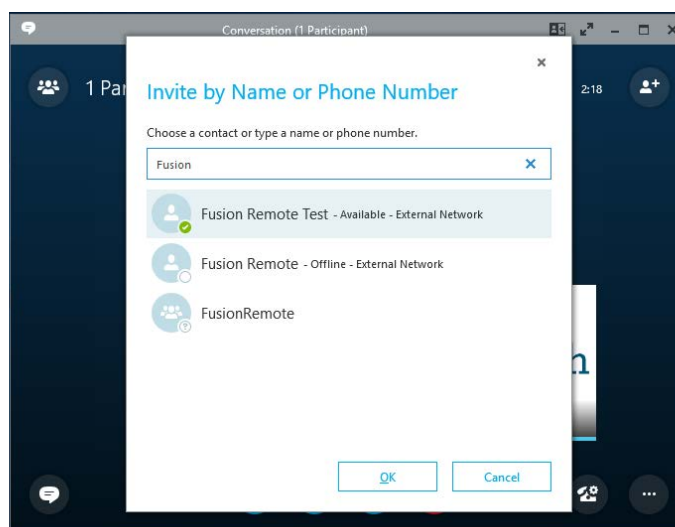 Conversation (1 Participant)
1 Par
2:18
Invite by Name or Phone Number
Choose a contact or type a name or phone number.
Fusion
Fusion Remote Test - Available - External Network
Fusion Remote - Offline - External Network
FusionRemote
h
OK
Cancel